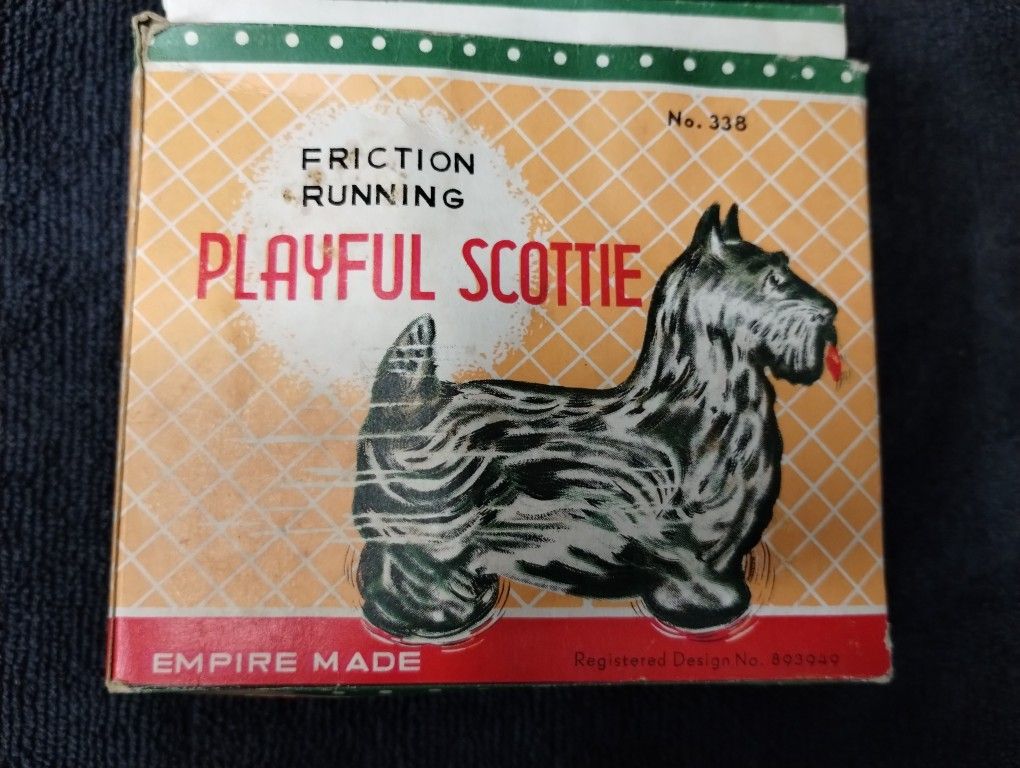 No. 338
FRICTION
RUNNING
PLAYFUL SCOTTIE
EMPIRE MADE
Registered Design No. 893949